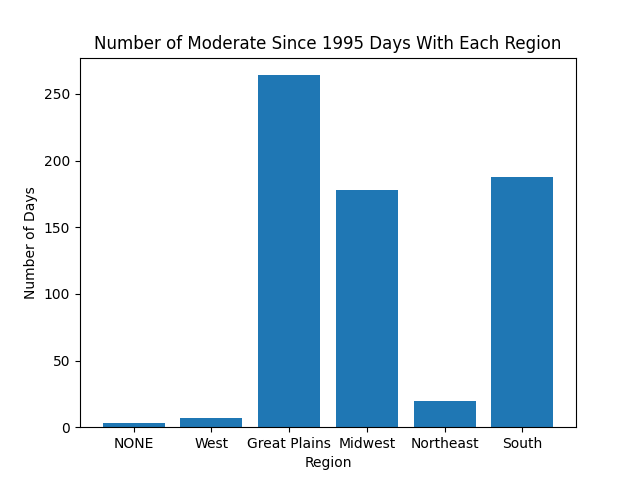 Number of Moderate Since 1995 Days With Each Region
Number of Days
250
200
150
100
50
0
NONE West Great Plains Midwest Northeast South
Region